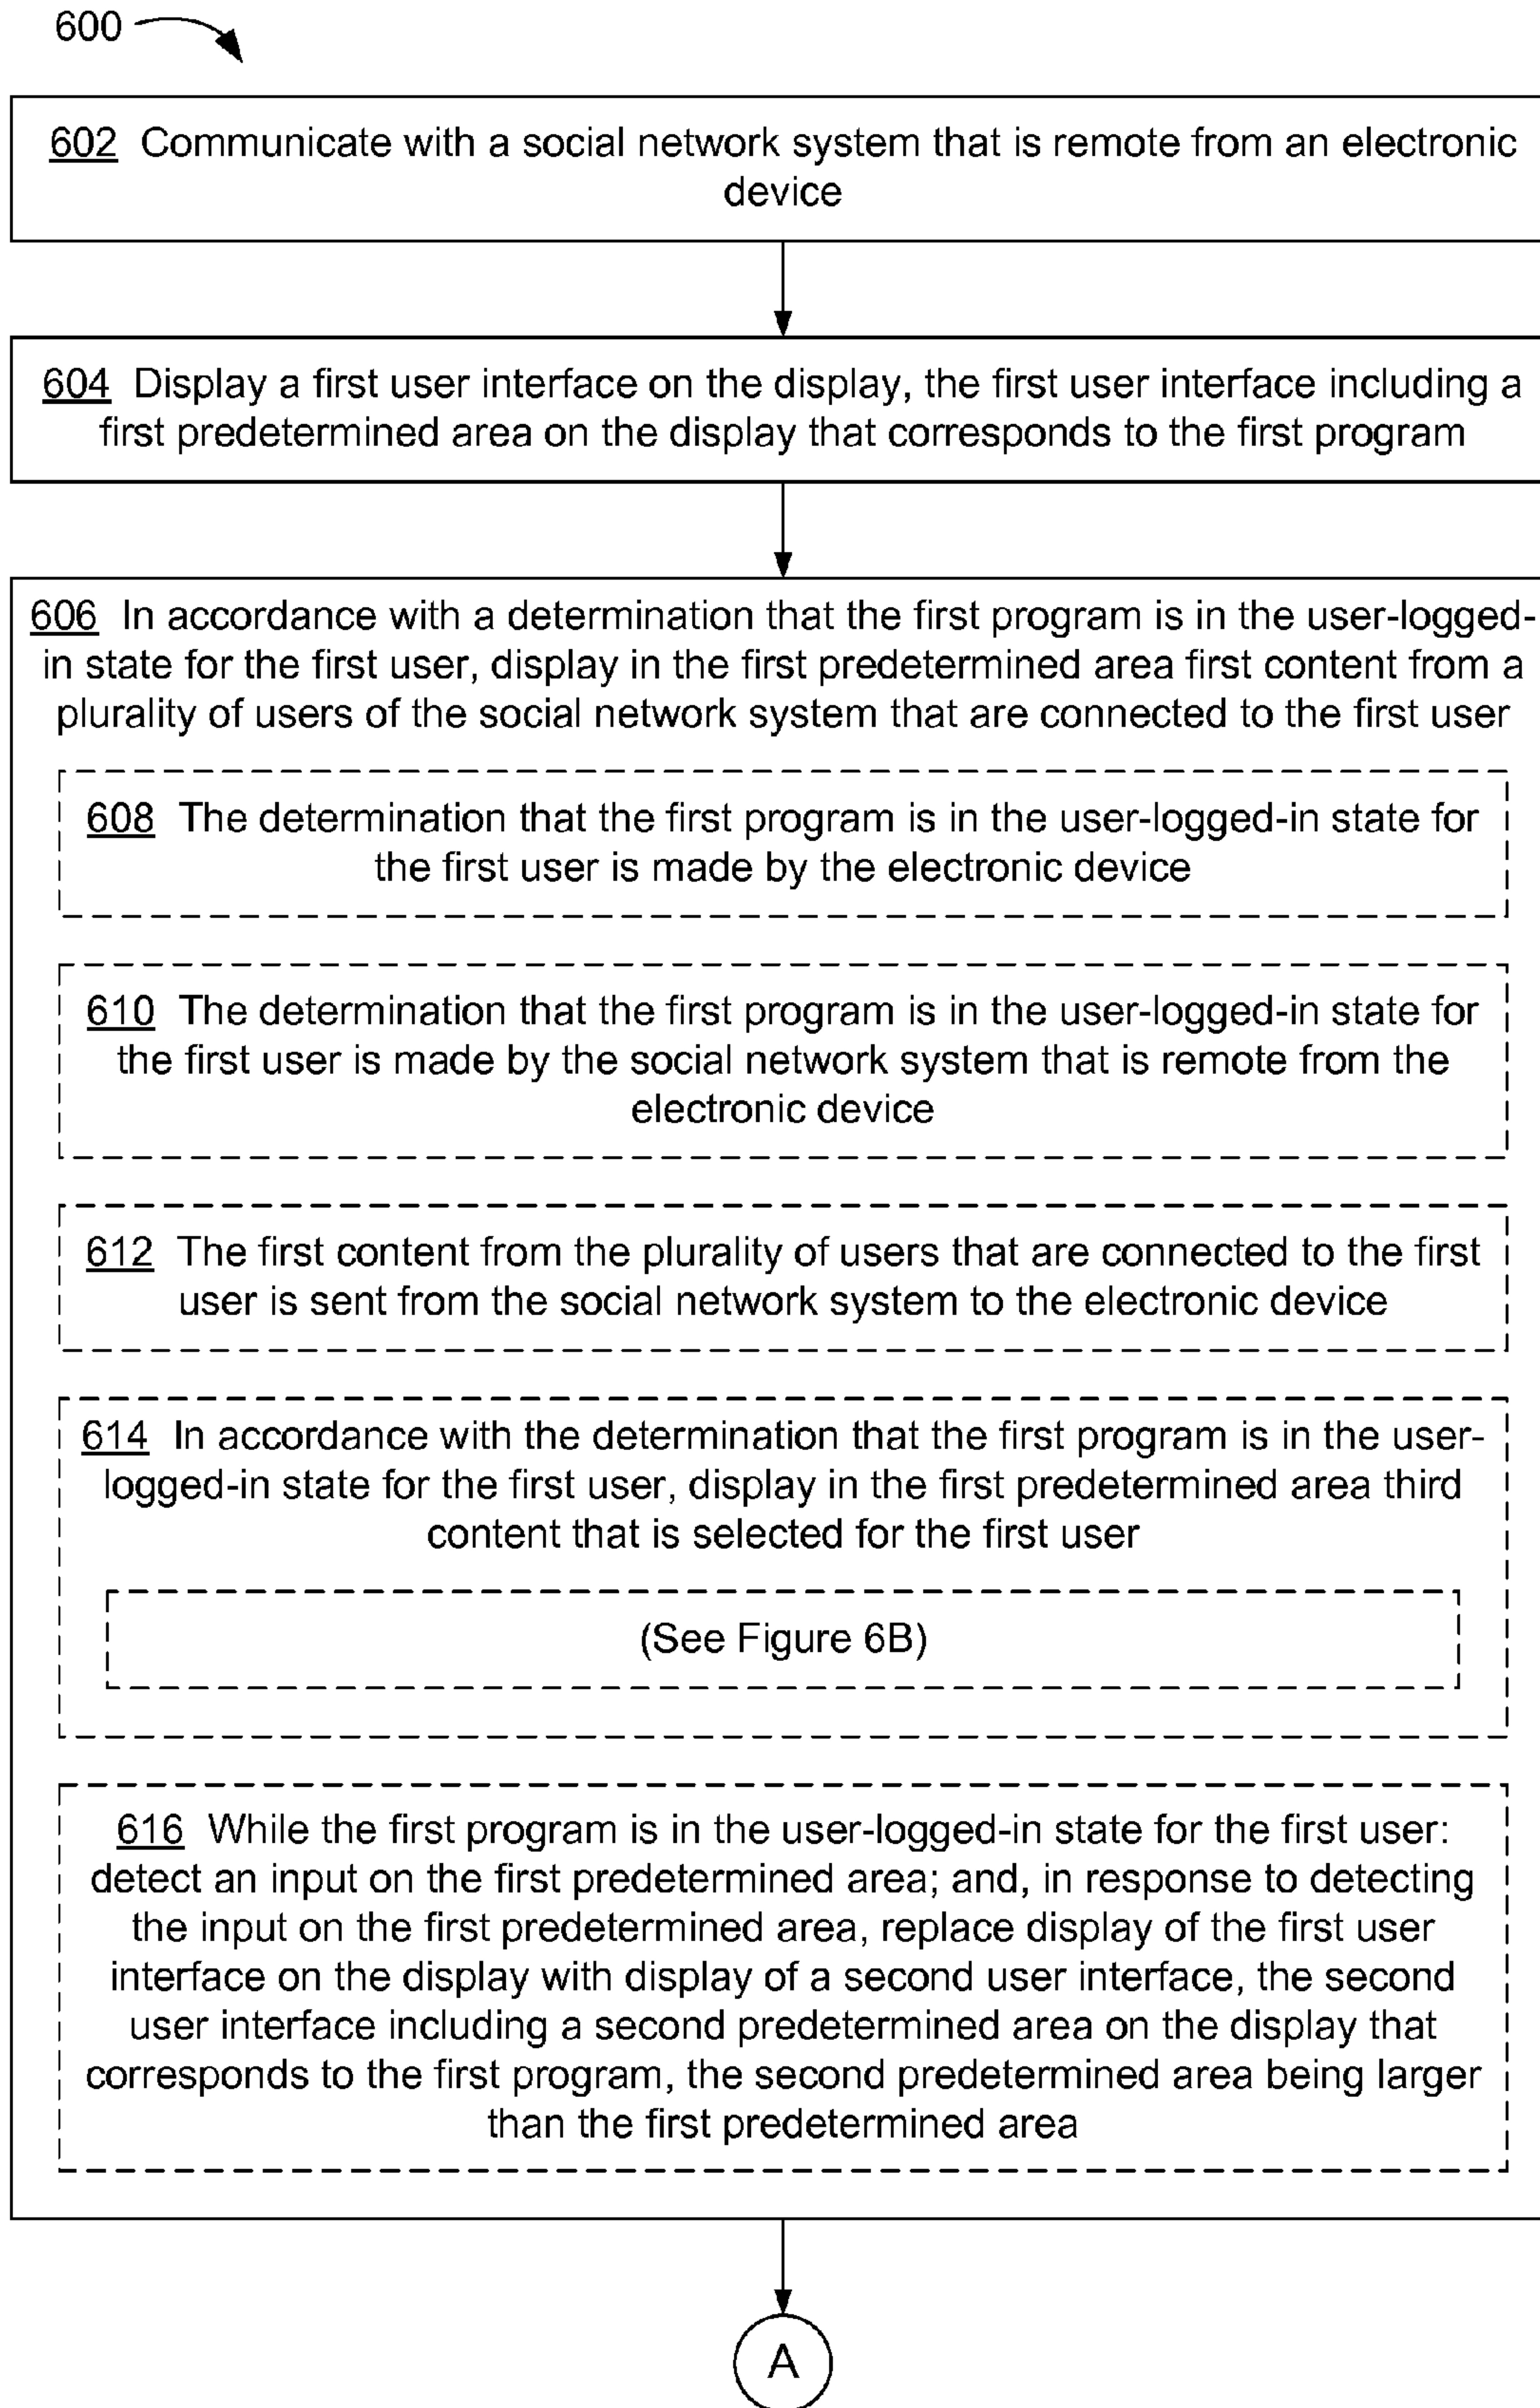 600
602 Communicate with a social network system that is remote from an electronic
device
604 Display a first user interface on the display, the first user interface including a
first predetermined area on the display that corresponds to the first program
606 In accordance with a determination that the first program is in the user-logged-
in state for the first user, display in the first predetermined area first content from a
plurality of users of the social network system that are connected to the first user
608 The determination that the first program is in the user-logged-in state for
the first user is made by the electronic device
610 The determination that the first program is in the user-logged-in state for
the first user is made by the social network system that is remote from the
electronic device
612 The first content from the plurality of users that are connected to the first
user is sent from the social network system to the electronic device
614 In accordance with the determination that the first program is in the user-
logged-in state for the first user, display in the first predetermined area third
content that is selected for the first user
(See Figure 6B)
616 While the first program is in the user-logged-in state for the first user:
detect an input on the first predetermined area; and, in response to detecting
the input on the first predetermined area, replace display of the first user
interface on the display with display of a second user interface, the second
user interface including a second predetermined area on the display that
corresponds to the first program, the second predetermined area being larger
than the first predetermined area
A